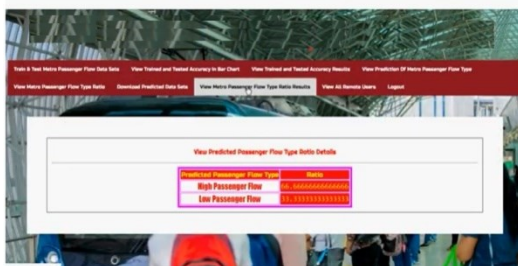 Train & Test Metro Passenger Flow Data Sets View Trained and Tested Accuracy in Bar Chart View Trained and Tested Accuracy Results View Prediction Of Metro Passenger Flow Type
View Metro Passenger Flow Type Ratio Download Predicted Data Sets View Metro Passenger Flow Type Ratio Results View All Remote Users Logout
View Predicted Passenger Flow Type Ratio Details
Predicted Passenger Flow Type Ratio
High Passenger Flow 66.66666666666666
Low Passenger Flow 33.33333333333333